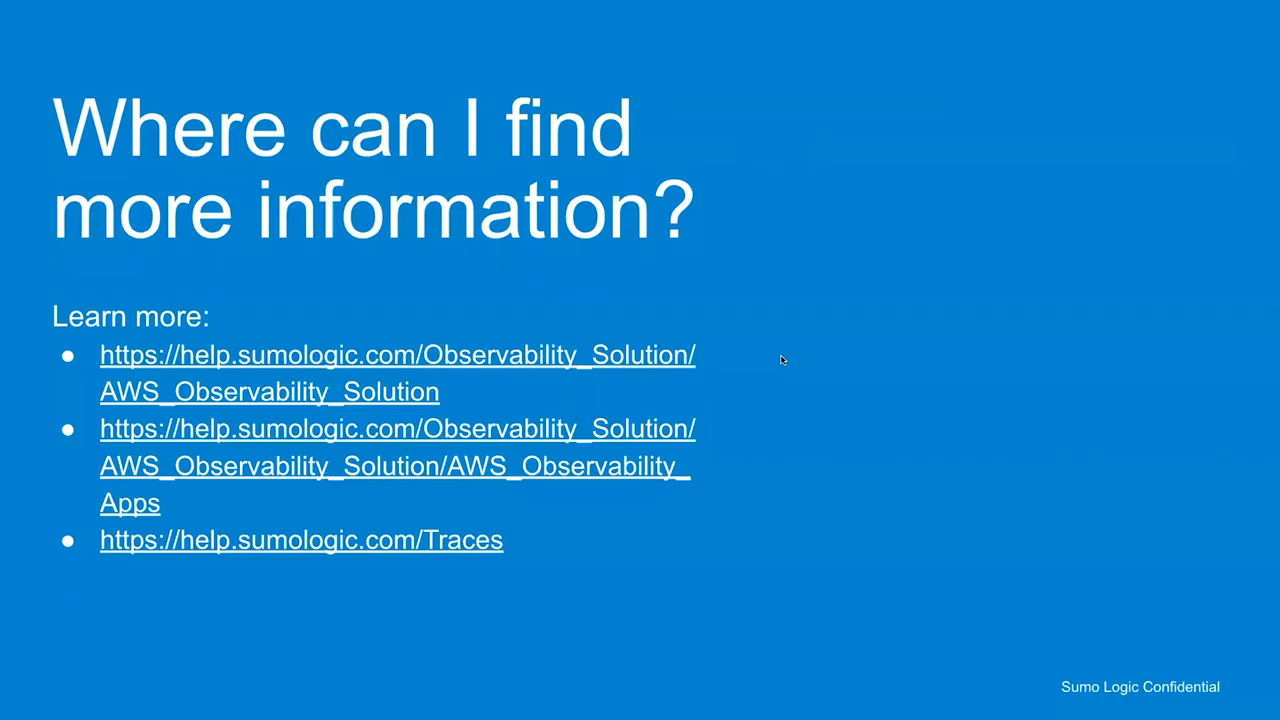 Where can I find
more information?
Learn more:
● https://help.sumologic.com/Observability_Solution/
AWS_Observability_Solution
● https://help.sumologic.com/Observability_Solution/
AWS_Observability_Solution/AWS_Observability_
Apps
● https://help.sumologic.com/Traces
Sumo Logic Confidential